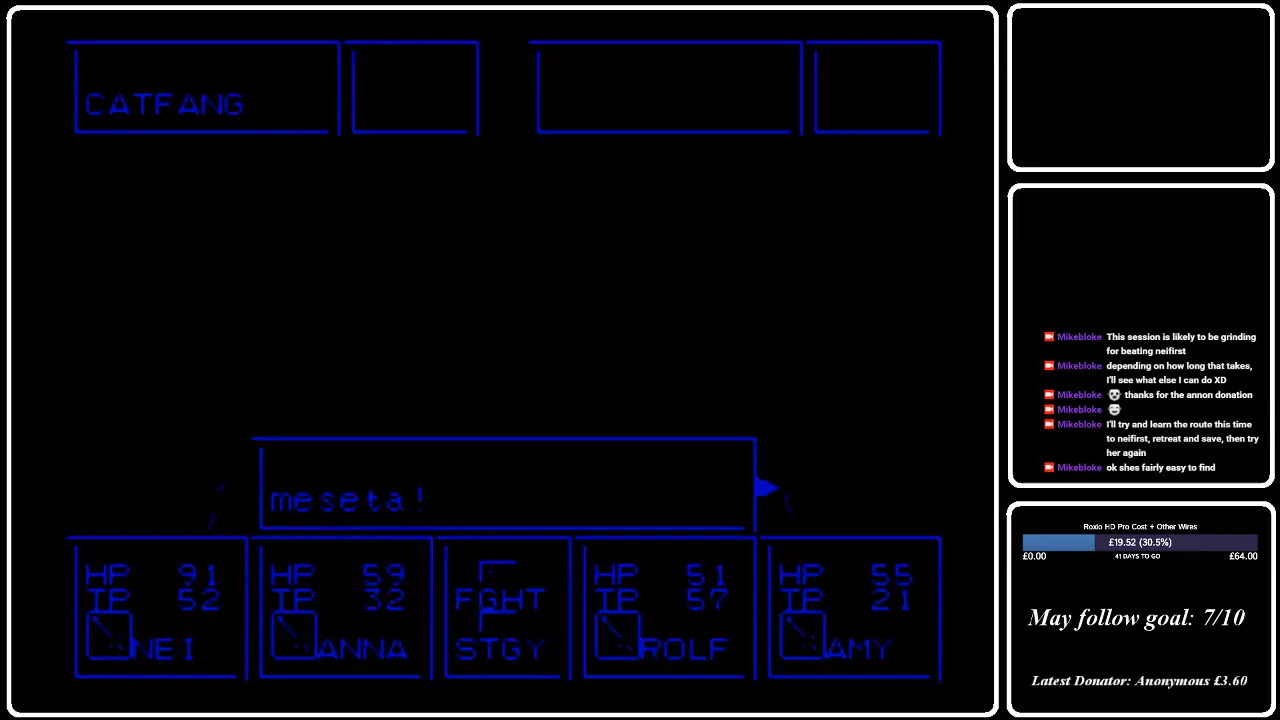 CATFANG
meseta!
HP 91
TP 52
NEI
HP 59
TP 32
ANNA
FGHT
STGY
HP 51
TP 57
ROLF
HP 55
TP 21
AMY
Mikebloke This session is likely to be grinding
for beating neifirst
Mikebloke depending on how long that takes,
I'll see what else I can do XD
Mikebloke thanks for the annon donation
Mikebloke
Mikebloke I'll try and learn the route this time
to neifirst, retreat and save, then try
her again
Mikebloke ok shes fairly easy to find
Roxio HD Pro Cost + Other Wires
£19.52 (30.5%)
£0.00 41 DAYS TO GO £64.00
May follow goal: 7/10
Latest Donator: Anonymous £3.60